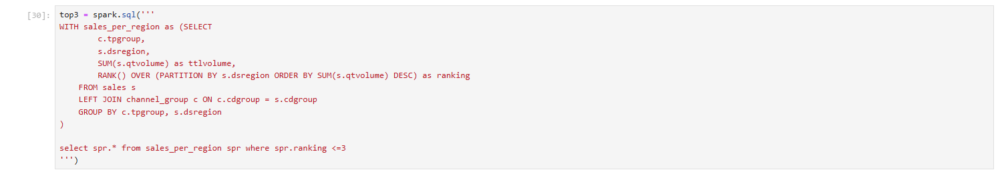 [30]: top3 = spark.sql('''
WITH sales_per_region as (SELECT
        c.tpgroup,
        s.dsregion,
        SUM(s.qtvolume) as ttlvolume,
        RANK() OVER (PARTITION BY s.dsregion ORDER BY SUM(s.qtvolume) DESC) as ranking
    FROM sales s
    LEFT JOIN channel_group c ON c.cdgroup = s.cdgroup
    GROUP BY c.tpgroup, s.dsregion
)

select spr.* from sales_per_region spr where spr.ranking <=3
''')